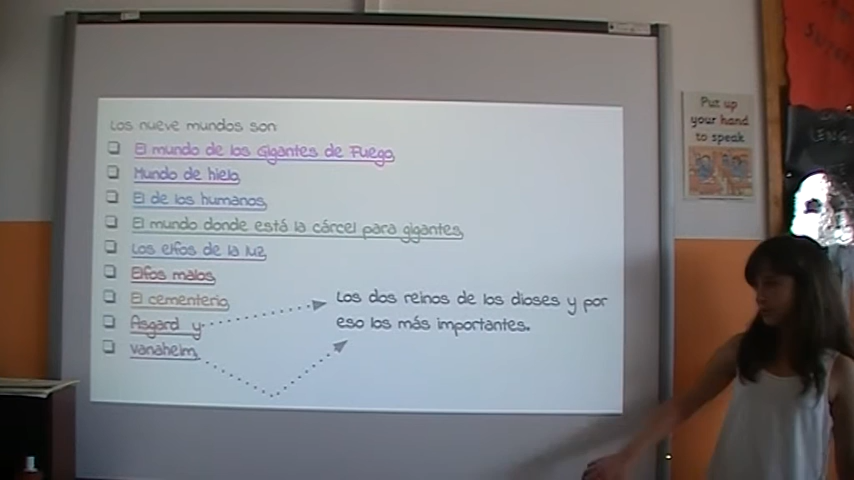 Los nueve mundos son
El mundo de los Gigantes de Fuego,
Mundo de hielo,
El de los humanos,
El mundo donde está la cárcel para gigantes,
Los elfos de la luz,
Elfos malos,
El cementerio,
Asgard y
Vanaheim,
Los dos reinos de los dioses y por
eso los más importantes.
Put up
your hand
to speak